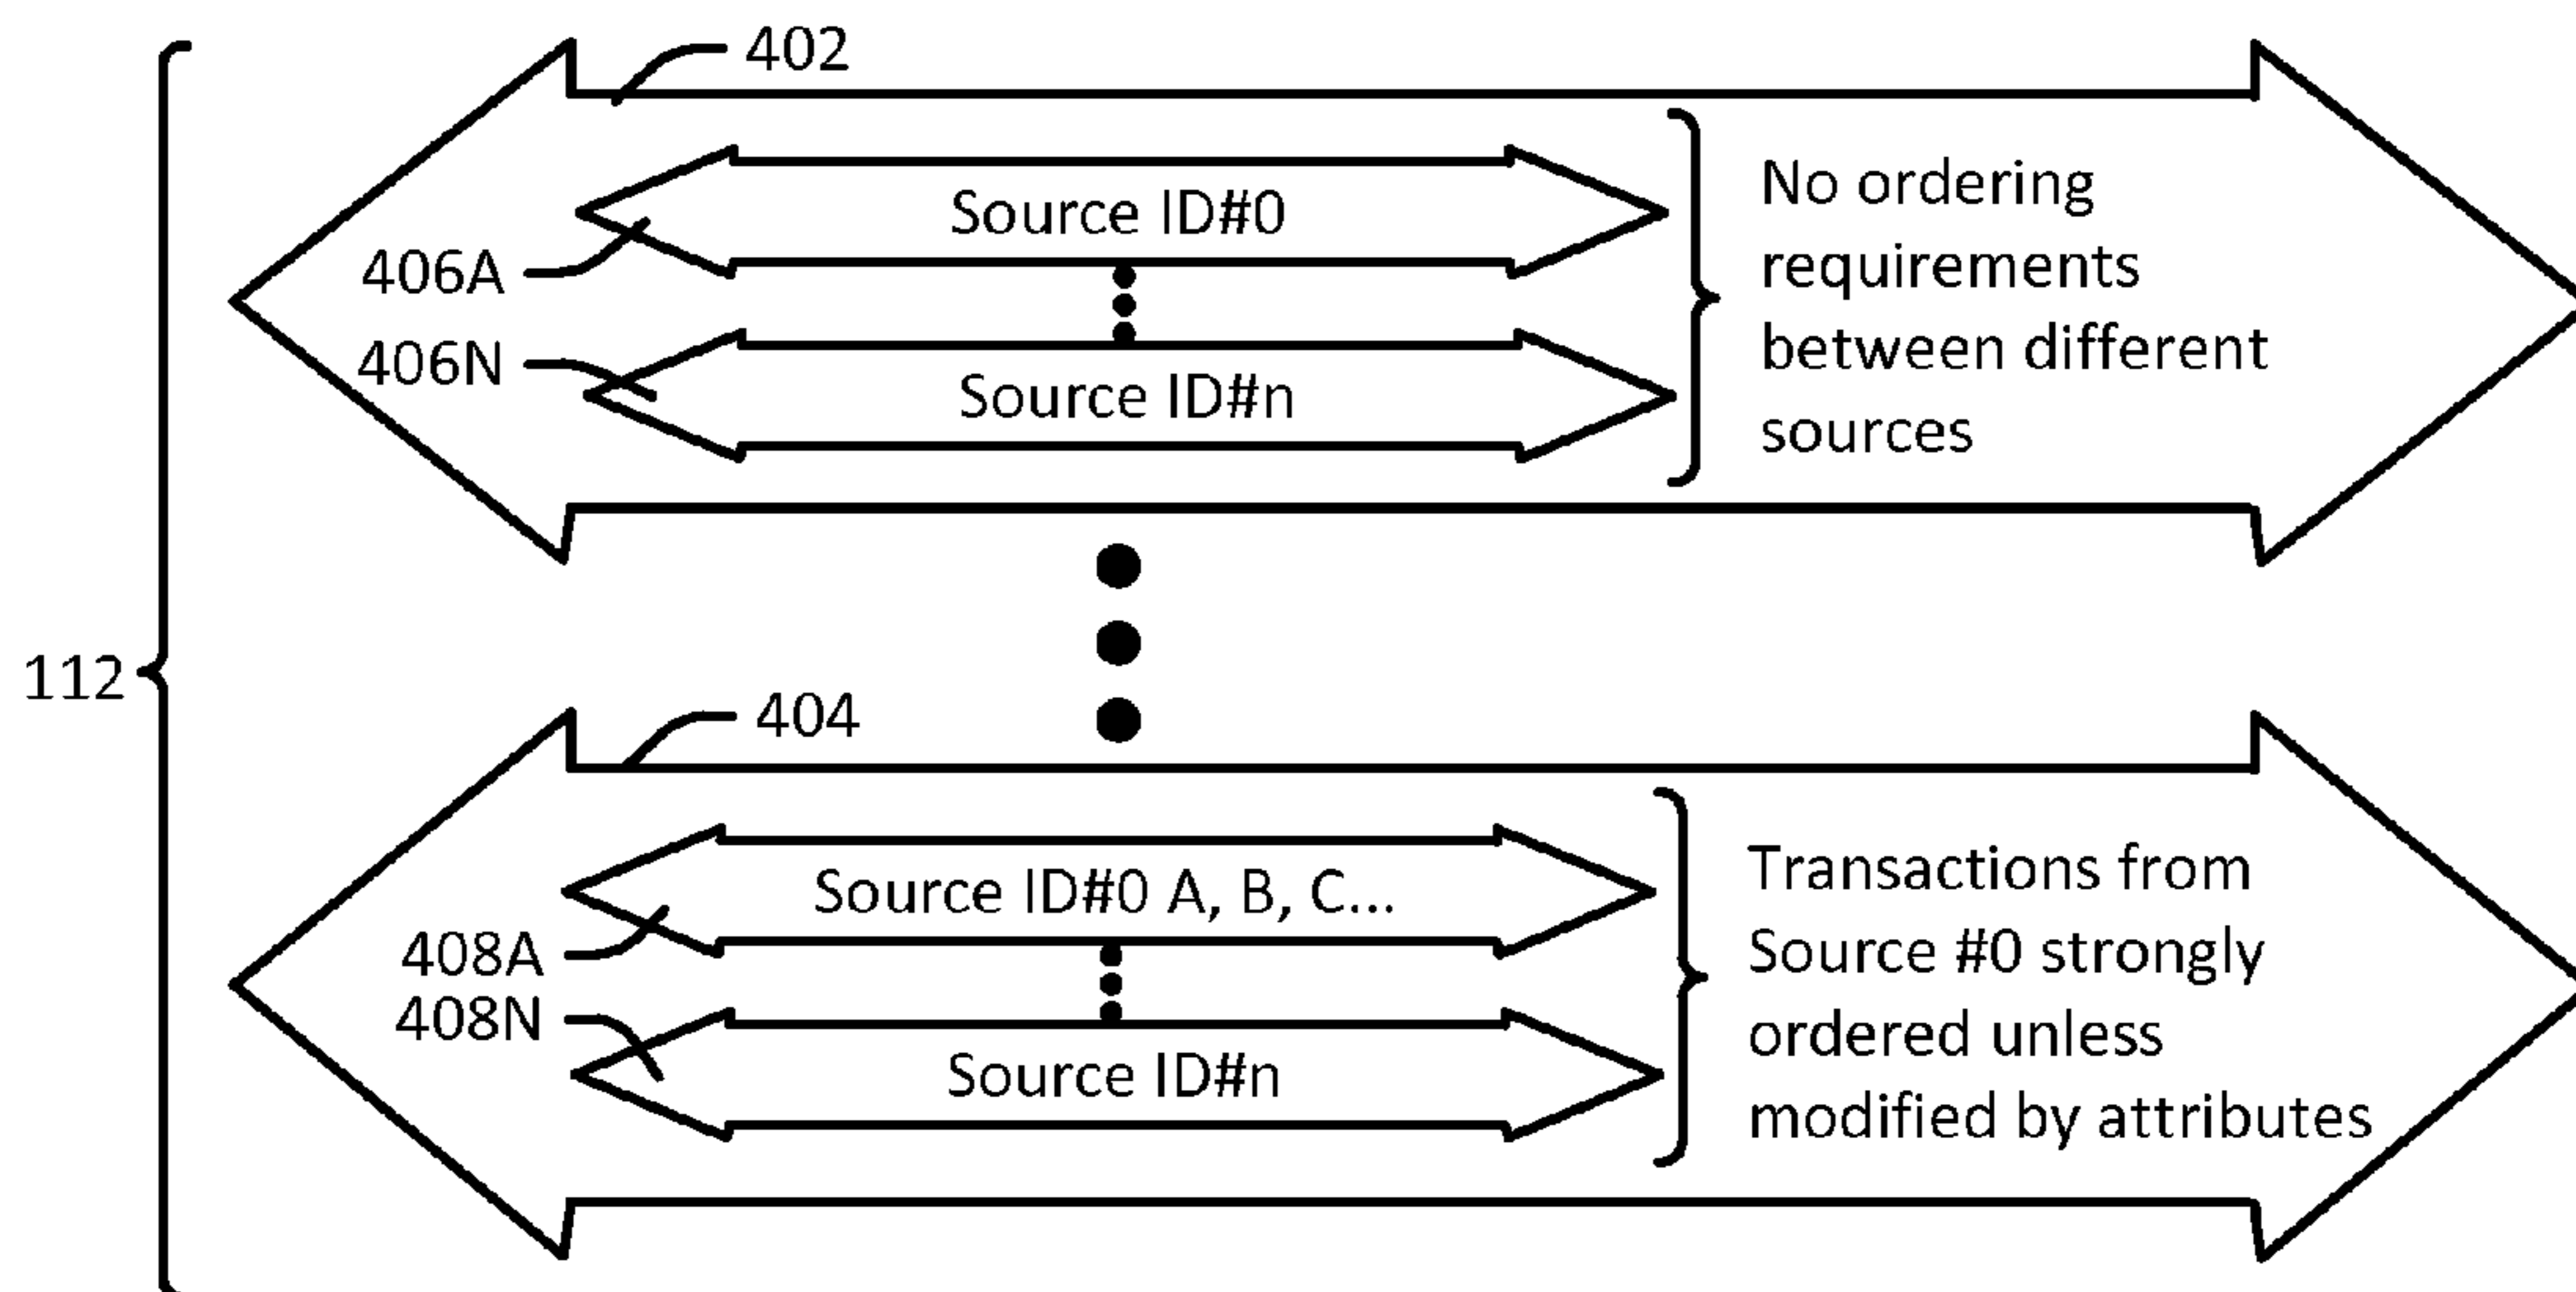 402
Source ID#0
406A
406N
Source ID#n
No ordering
requirements
between different
sources
112
404
Source ID#0 A, B, C...
408A
408N
Source ID#n
Transactions from
Source #0 strongly
ordered unless
modified by attributes